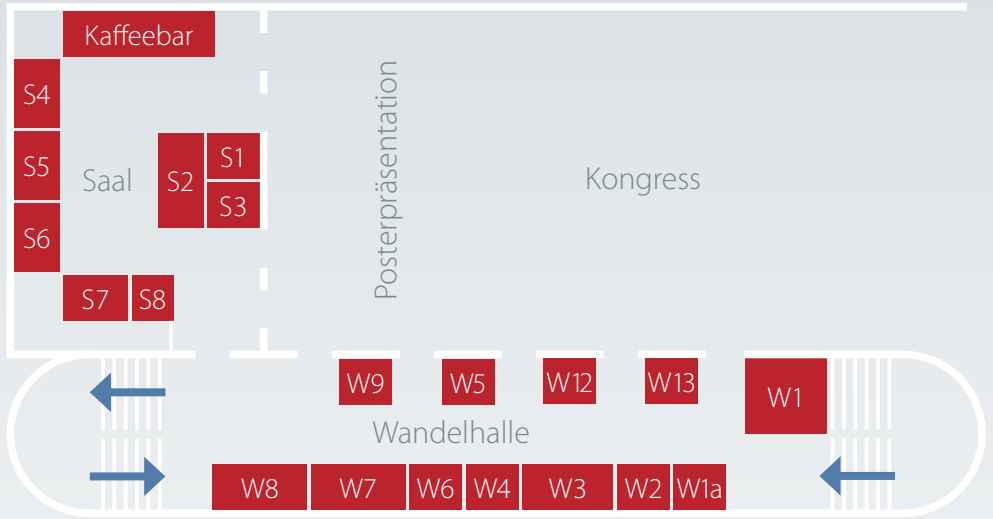 Kaffeebar
S4
S5
S6
Saal
S2
S1
S3
S7
S8
Posterpräsentation
Kongress
W9
W5
W12
W13
W1
Wandelhalle
W8
W7
W6
W4
W3
W2
W1a